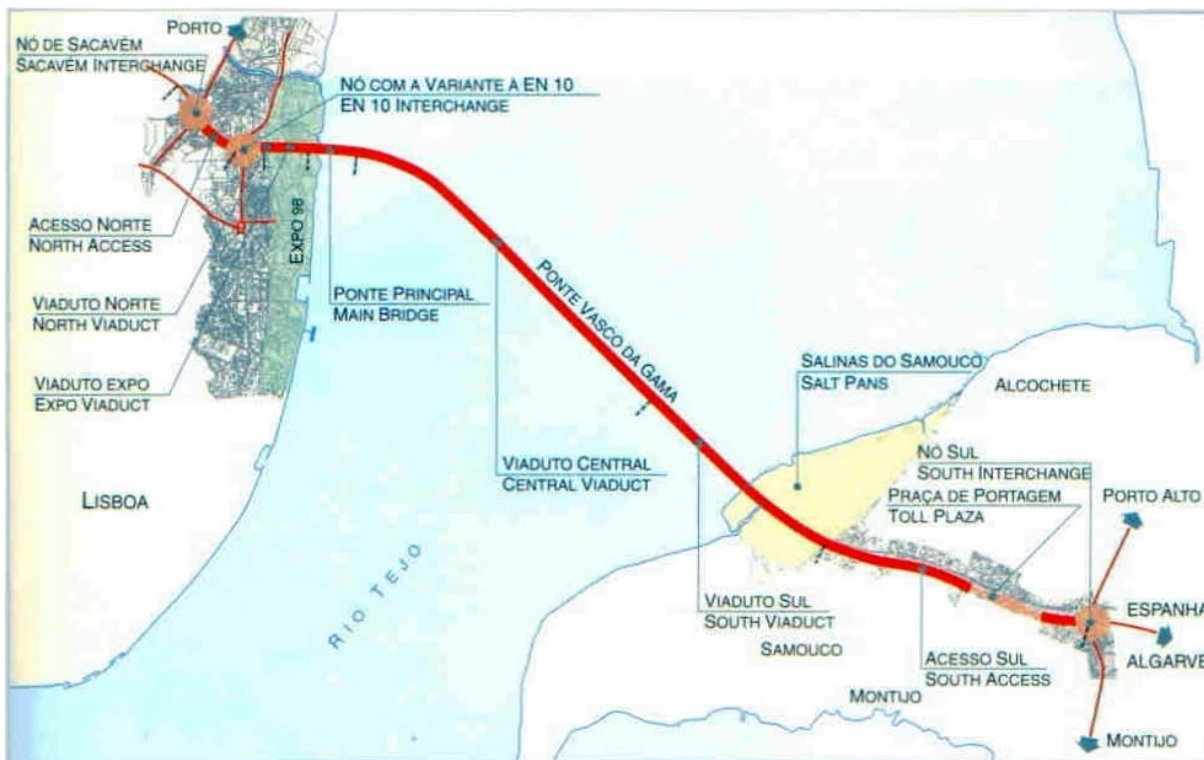 PORTO
NÓ DE SACAVÉM
SACAVÉM INTERCHANGE
NÓ COM A VARIANTE À EN 10
EN 10 INTERCHANGE
ACESSO NORTE
NORTH ACCESS
EXPO 98
VIADUTO NORTE
NORTH VIADUCT
PONTE PRINCIPAL
MAIN BRIDGE
PONTE VASCO DA GAMA
VIADUTO EXPO
EXPO VIADUCT
SALINAS DO SAMOUCO
SALT PANS
ALCOCHETE
VIADUTO CENTRAL
CENTRAL VIADUCT
NÓ SUL
SOUTH INTERCHANGE
PRAÇA DE PORTAGEM
TOLL PLAZA
PORTO ALTO
LISBOA
RIO TEJO
VIADUTO SUL
SOUTH VIADUCT
ESPANHA
ALGARVE
SAMOUCO
ACESSO SUL
SOUTH ACCESS
MONTIJO
MONTIJO